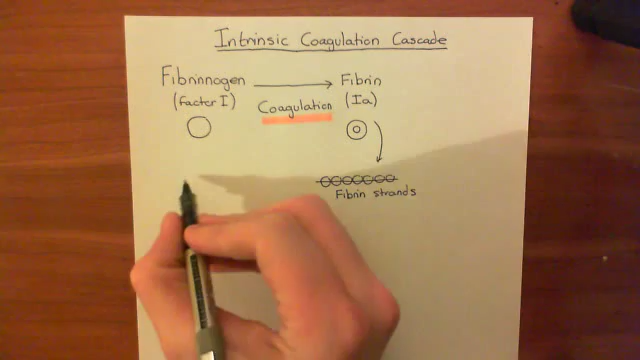 Intrinsic Coagulation Cascade
Fibrinnogen
Fibrin
(Factor I)
Coagulation
(Ia)
Fibrin strands